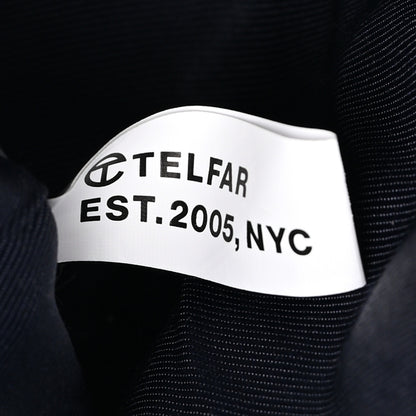 TELFAR
EST. 2005, NYC